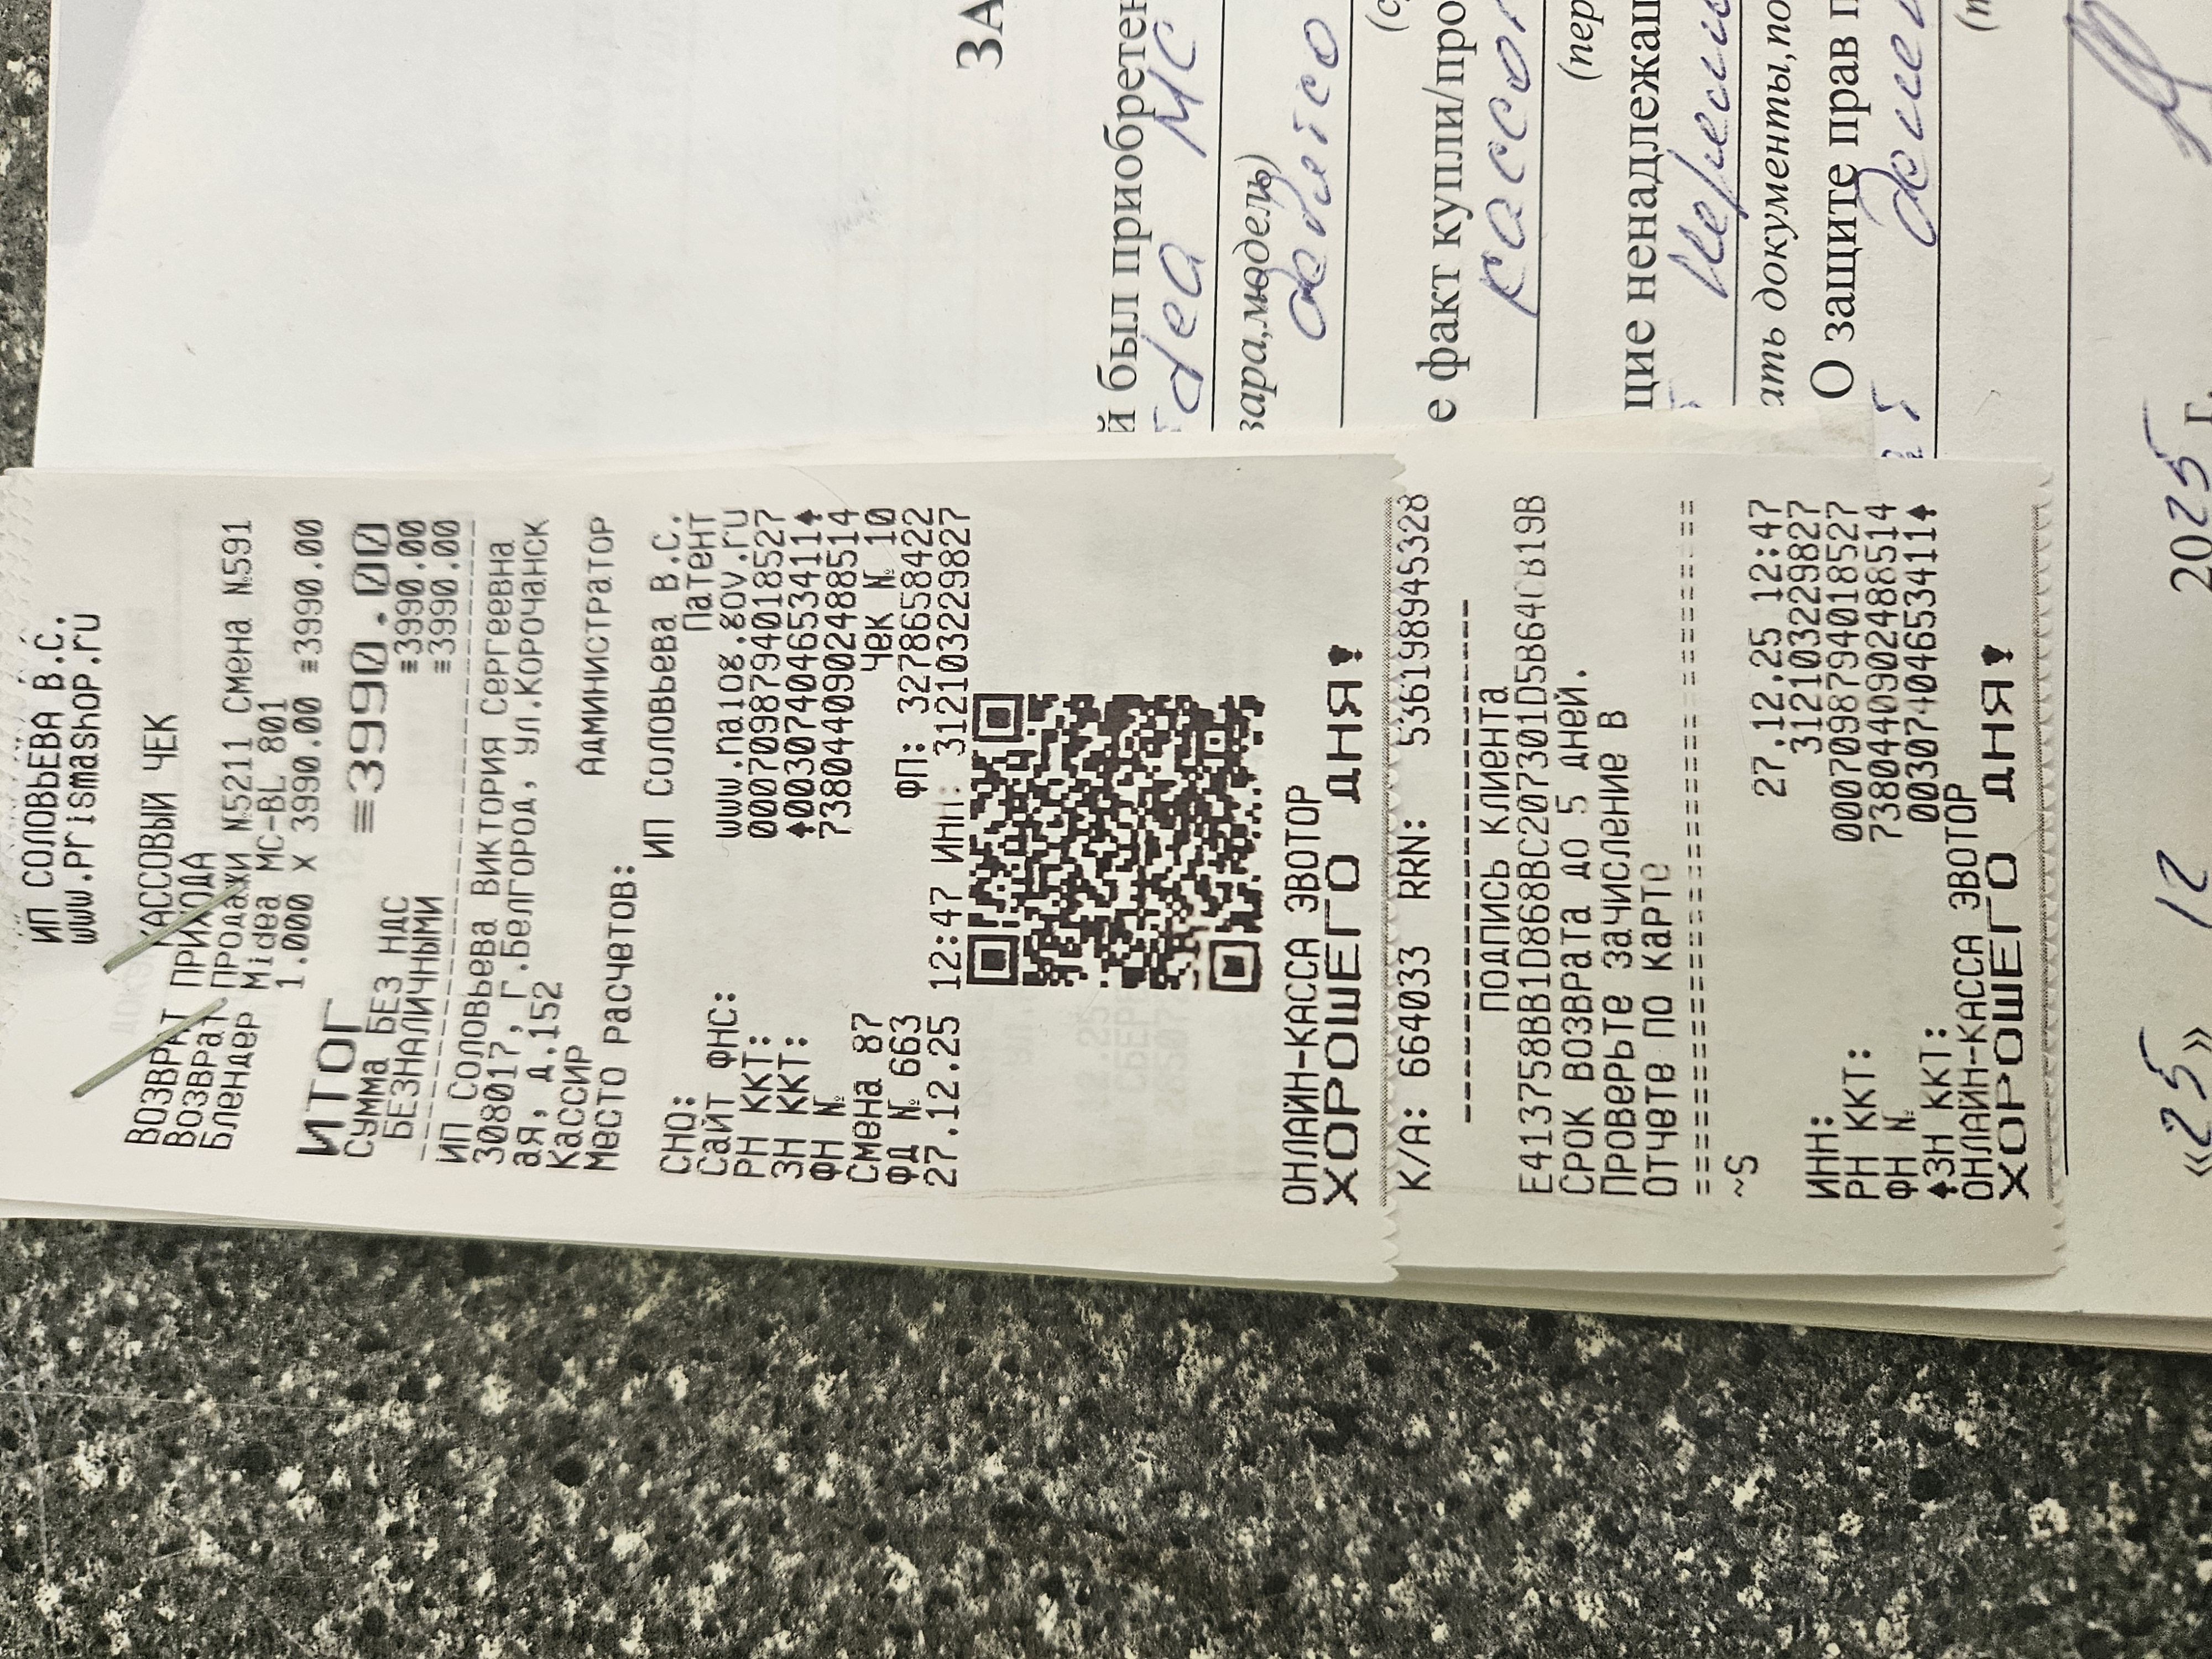 ИП СОЛОВЬЕВА В.С.
www.Prismashop.ru
КАССОВЫЙ ЧЕК
ВОЗВРАТ ПРИХОДА
Возврат ПРОДАЖИ №5211 Смена №591
Блендер Midea MC-BL 801
1.000 X 3990.00 ≡3990.00
ИТОГ ≡3990.00
СУММА БЕЗ НДС ≡3990.00
БЕЗНАЛИЧНЫМИ ≡3990.00
ИП СОЛОВЬЕВА ВИКТОРИЯ СЕРГЕЕВНА
308017, Г.БЕЛГОРОД, УЛ.КОРОЧАНСК
АЯ, Д.152
Кассир АДМИНИСТРАТОР
Место расчетов:
ИП СОЛОВЬЕВА В.С.
СНО: Патент
Сайт ФНС: www.nalog.gov.ru
РН ККТ: 0007098794018527
ЗН ККТ: ♠00307404653411♠
ФН № 7380440902488514
Смена 87 Чек № 10
ФД № 663 ФП: 3278658422
27.12.25 12:47 ИНН: 312103229827
ОНЛАЙН-КАССА ЭВОТОР
ХОРОШЕГО ДНЯ!
К/А: 664033 RRN: 536198945328
ПОДПИСЬ КЛИЕНТА
СРОК ВОЗВРАТА ДО 5 ДНЕЙ.
ПРОВЕРЬТЕ ЗАЧИСЛЕНИЕ В
ОТЧЕТЕ ПО КАРТЕ
================================
~S
27.12.25 12:47
ИНН: 312103229827
РН ККТ: 0007098794018527
ФН № 7380440902488514
♠ЗН ККТ: 00307404653411♠
ОНЛАЙН-КАССА ЭВОТОР
ХОРОШЕГО ДНЯ!
ЗА
й был приобретен
dea MC
зара,модель)
е факт купли/про
(пер
щие ненадлежащ
ать документы,по
О защите прав п
«25» 12 2025 г.